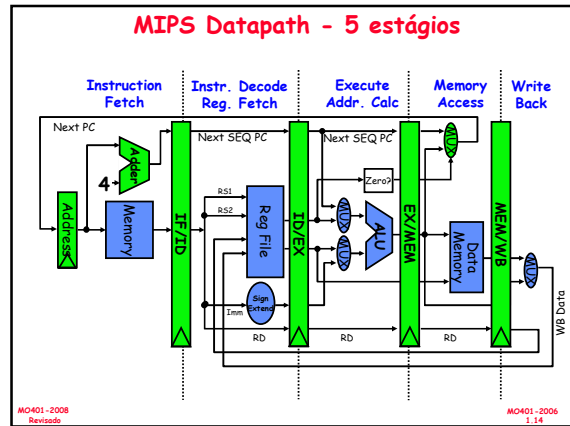 MIPS Datapath - 5 estágios
Instruction
Fetch
Instr. Decode
Reg. Fetch
Execute
Addr. Calc
Memory
Access
Write
Back
Next PC
Next SEQ PC
Next SEQ PC
MUX
Adder
4
Zero?
Address
Memory
IF/ID
RS1
RS2
Reg File
ID/EX
MUX
MUX
ALU
EX/MEM
Data
Memory
MEM/WB
MUX
WB Data
Imm
Sign
Extend
RD
RD
RD
MO401-2008
Revisado
MO401-2006
1.14